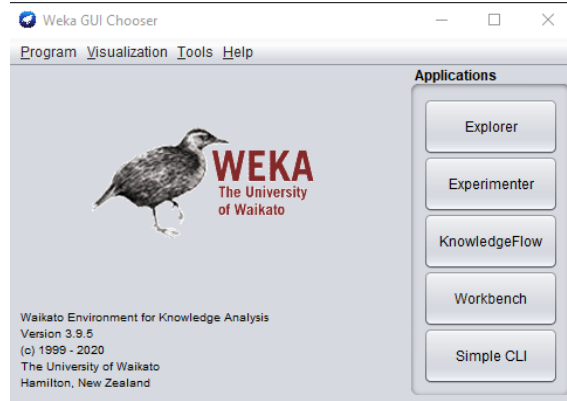 Weka GUI Chooser
Program Visualization Tools Help
Applications
Explorer
Experimenter
KnowledgeFlow
Workbench
Simple CLI
WEKA
The University
of Waikato
Waikato Environment for Knowledge Analysis
Version 3.9.5
(c) 1999 - 2020
The University of Waikato
Hamilton, New Zealand